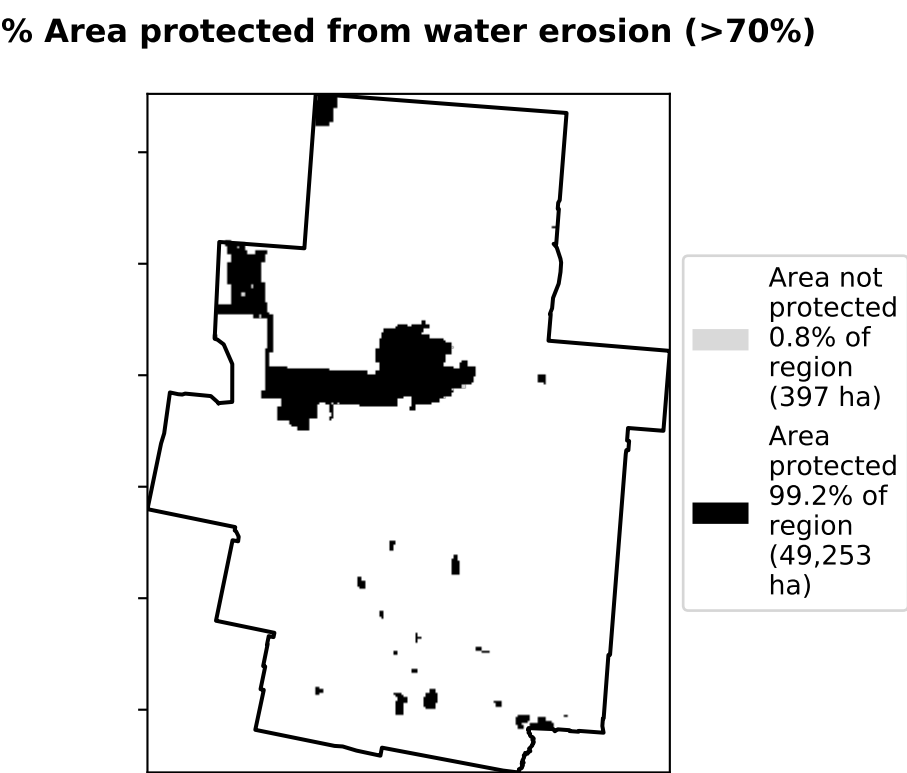 % Area protected from water erosion (>70%)
Area not
protected
0.8% of
region
(397 ha)
Area
protected
99.2% of
region
(49,253
ha)